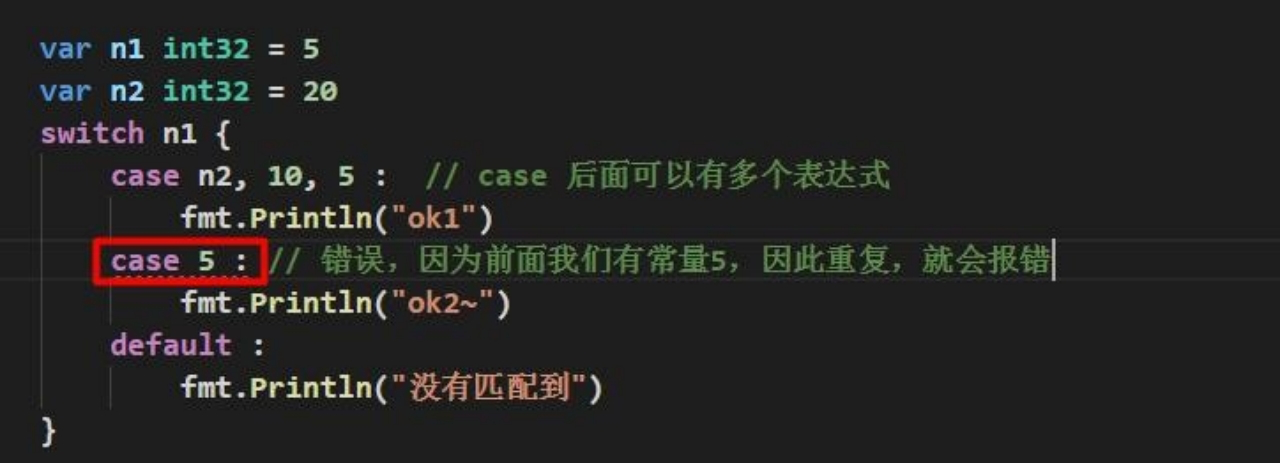 var n1 int32 = 5
var n2 int32 = 20
switch n1 {
case n2, 10, 5 :  // case 后面可以有多个表达式
fmt.Println("ok1")
case 5 : // 错误，因为前面我们有常量5，因此重复，就会报错
fmt.Println("ok2~")
default :
fmt.Println("没有匹配到")
}